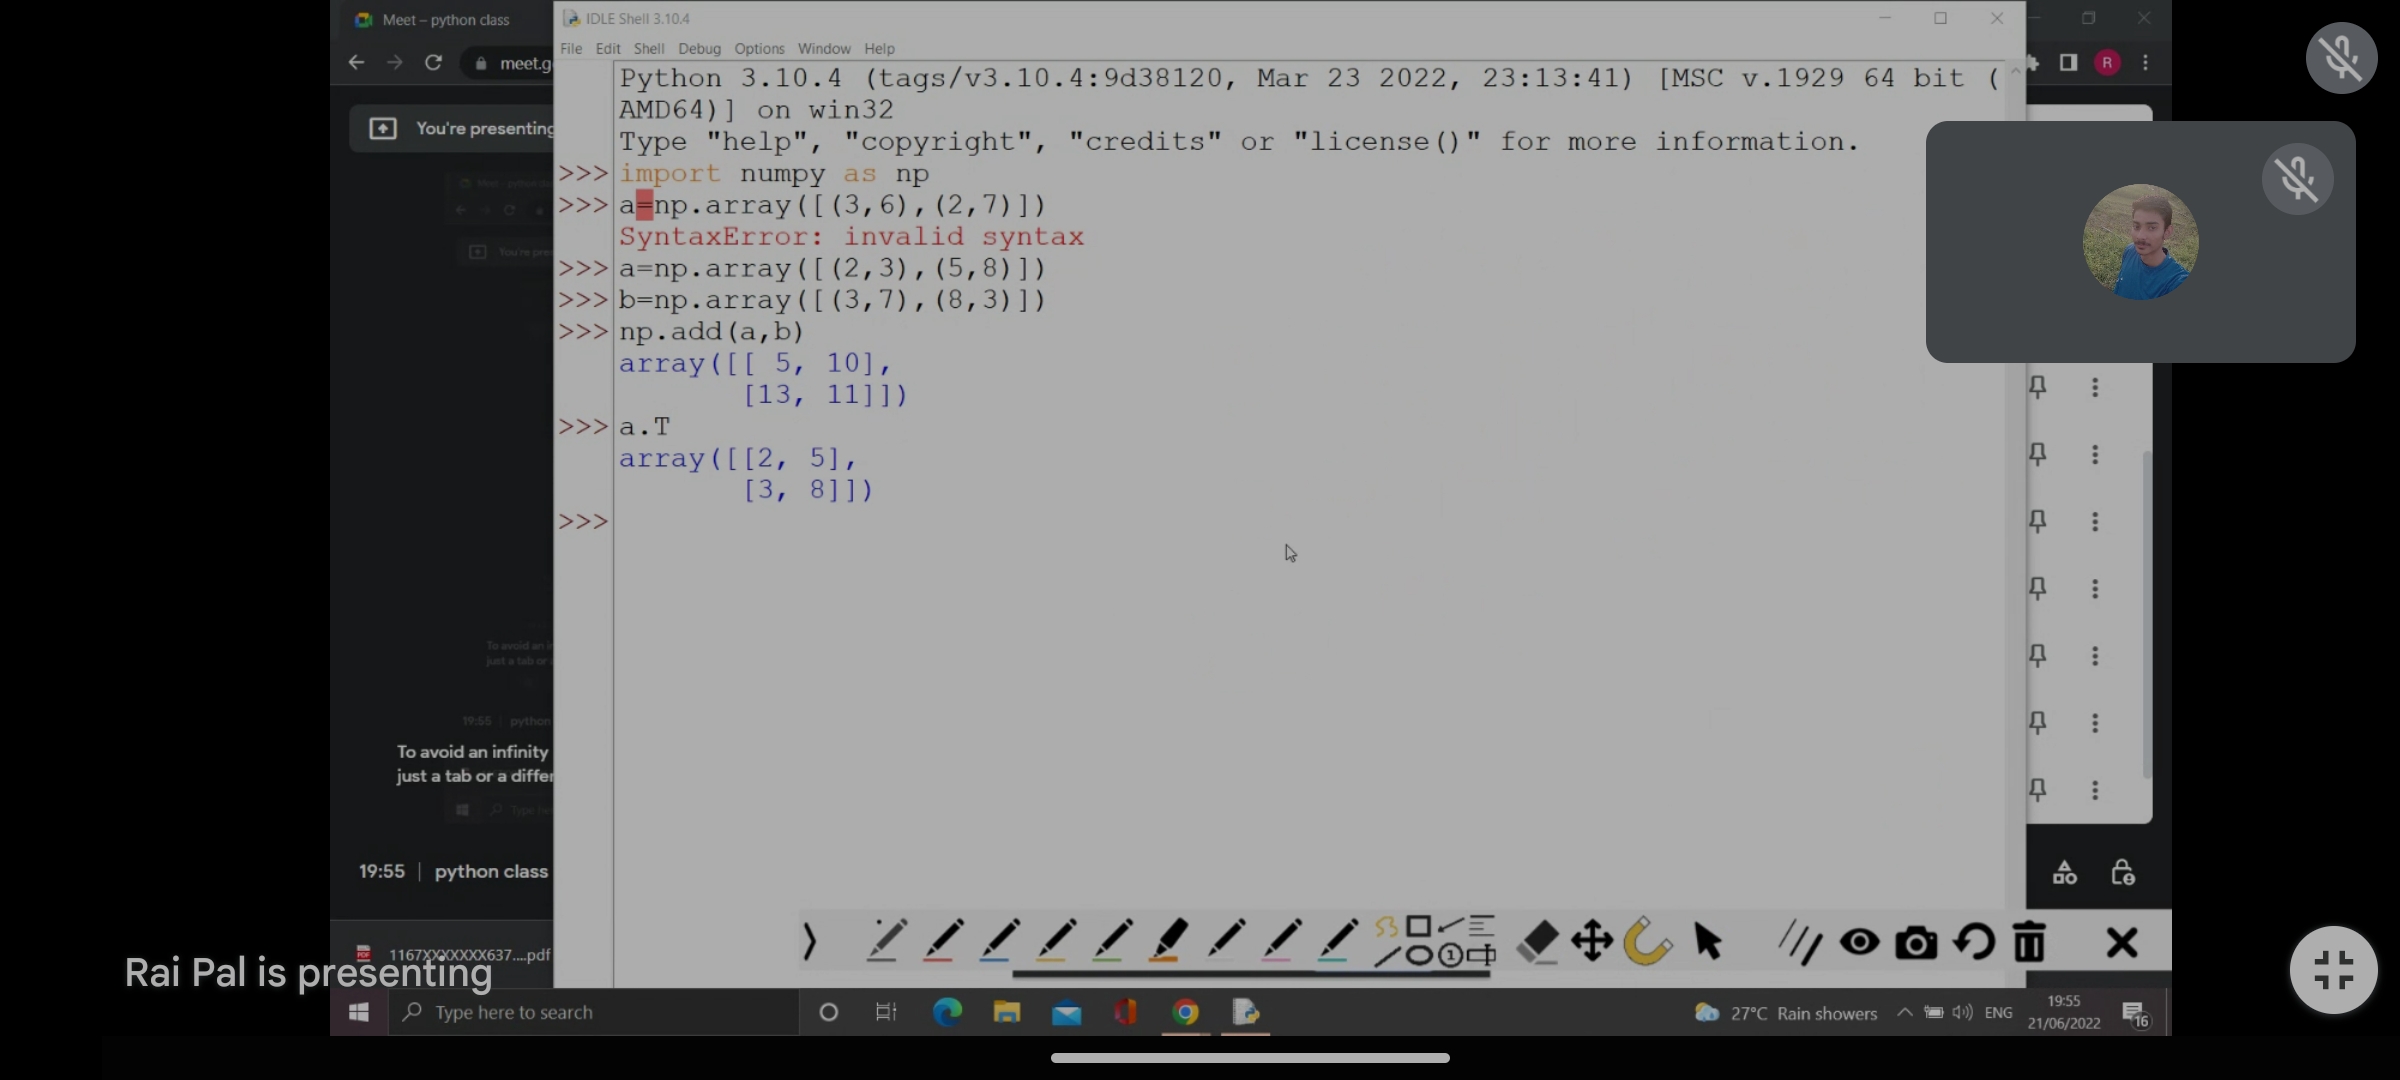 Meet – python class
IDLE Shell 3.10.4
File Edit Shell Debug Options Window Help
meet.g
R
You're presenting
Python 3.10.4 (tags/v3.10.4:9d38120, Mar 23 2022, 23:13:41) [MSC v.1929 64 bit (
AMD64)] on win32
Type "help", "copyright", "credits" or "license()" for more information.
>>> import numpy as np
>>> a=np.array([(3,6),(2,7)])
SyntaxError: invalid syntax
>>> a=np.array([(2,3),(5,8)])
>>> b=np.array([(3,7),(8,3)])
>>> np.add(a,b)
array([[ 5, 10],
[13, 11]])
>>> a.T
array([[2, 5],
[3, 8]])
>>>
To avoid an infinity
just a tab or a differ
19:55 | python class
1167XXXXXXX637....pdf
Rai Pal is presenting
Type here to search
27°C Rain showers
ENG
19:55
21/06/2022
16